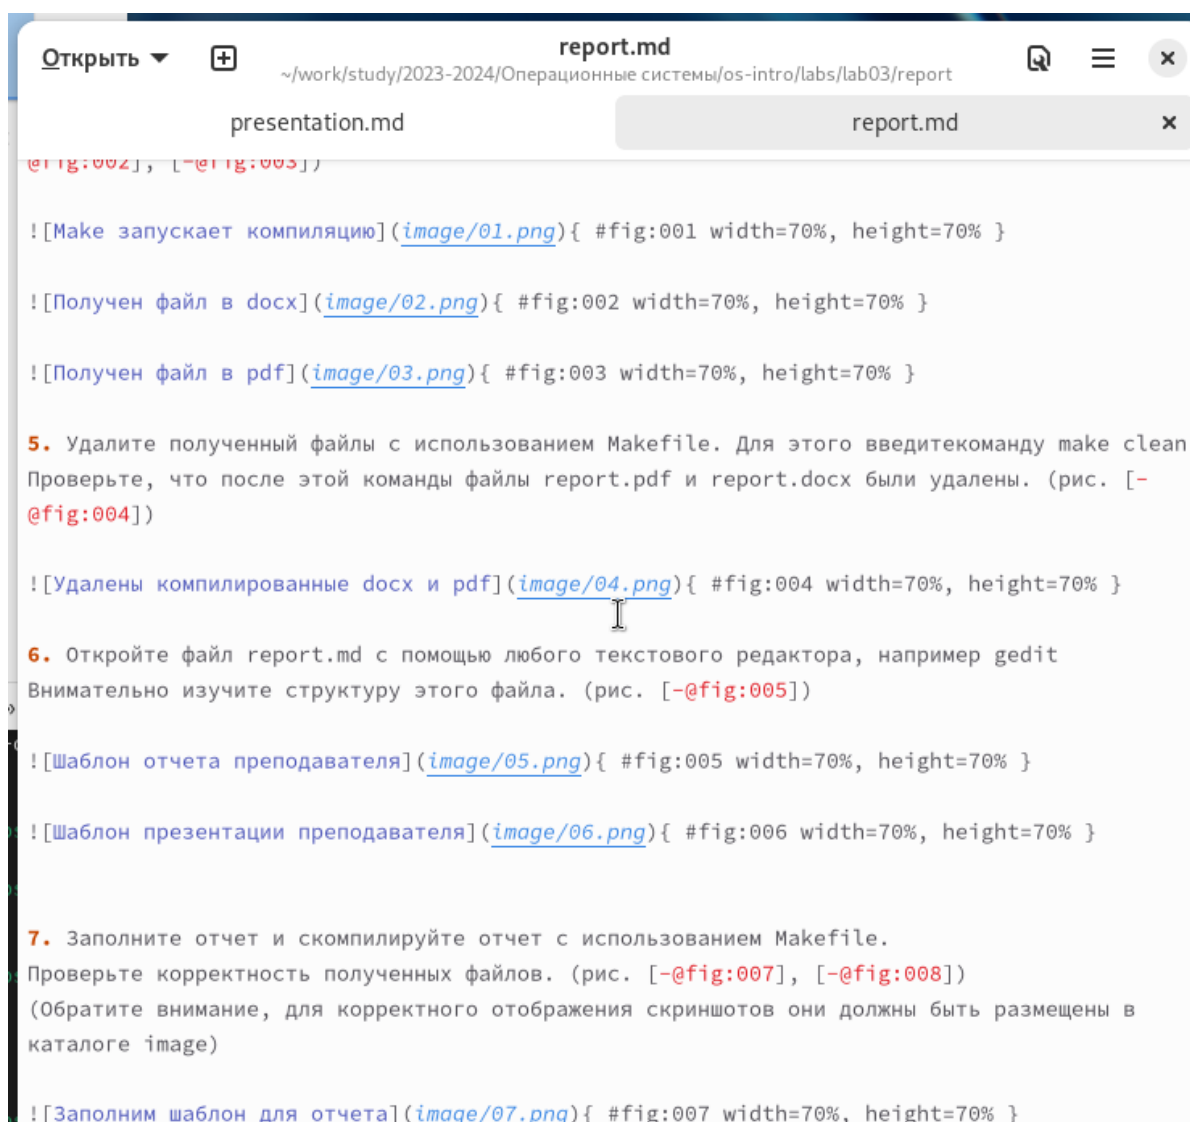 Открыть
report.md
~/work/study/2023-2024/Операционные системы/os-intro/labs/lab03/report
presentation.md
report.md
@fig:002], [-@fig:003])
![Make запускает компиляцию](image/01.png){ #fig:001 width=70%, height=70% }
![Получен файл в docx](image/02.png){ #fig:002 width=70%, height=70% }
![Получен файл в pdf](image/03.png){ #fig:003 width=70%, height=70% }
5. Удалите полученный файлы с использованием Makefile. Для этого введитекоманду make clean
Проверьте, что после этой команды файлы report.pdf и report.docx были удалены. (рис. [-
@fig:004])
![Удалены компилированные docx и pdf](image/04.png){ #fig:004 width=70%, height=70% }
6. Откройте файл report.md с помощью любого текстового редактора, например gedit
Внимательно изучите структуру этого файла. (рис. [-@fig:005])
![Шаблон отчета преподавателя](image/05.png){ #fig:005 width=70%, height=70% }
![Шаблон презентации преподавателя](image/06.png){ #fig:006 width=70%, height=70% }
7. Заполните отчет и скомпилируйте отчет с использованием Makefile.
Проверьте корректность полученных файлов. (рис. [-@fig:007], [-@fig:008])
(Обратите внимание, для корректного отображения скриншотов они должны быть размещены в
каталоге image)
![Заполним шаблон для отчета](image/07.png){ #fig:007 width=70%, height=70% }